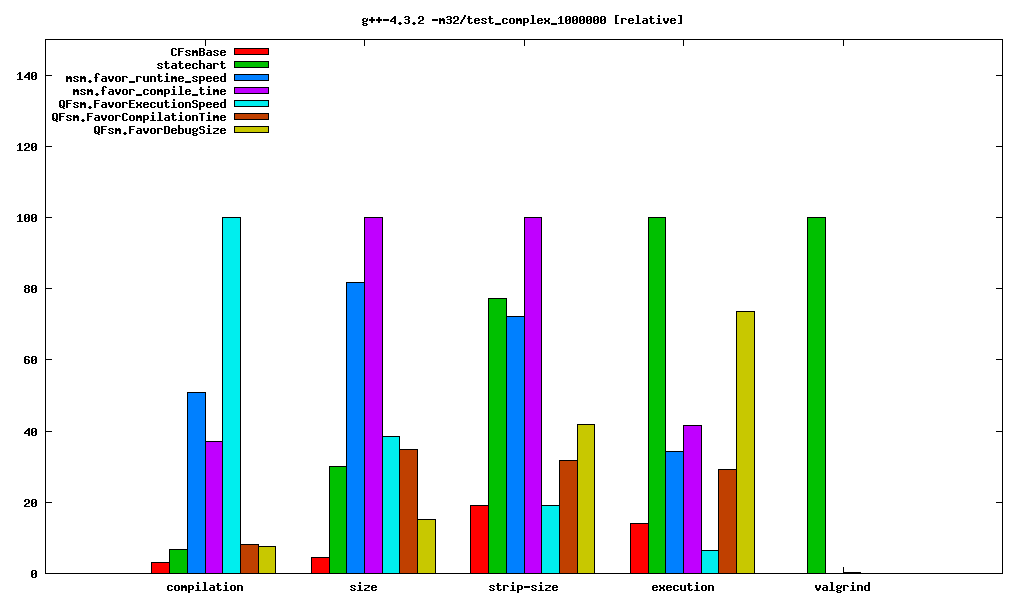 g++-4.3.2 -m32/test_complex_1000000 [relative]
CFsmBase
statechart
msm.favor_runtime_speed
msm.favor_compile_time
QFsm.FavorExecutionSpeed
QFsm.FavorCompilationTime
QFsm.FavorDebugSize
140
120
100
80
60
40
20
0
compilation size strip-size execution valgrind